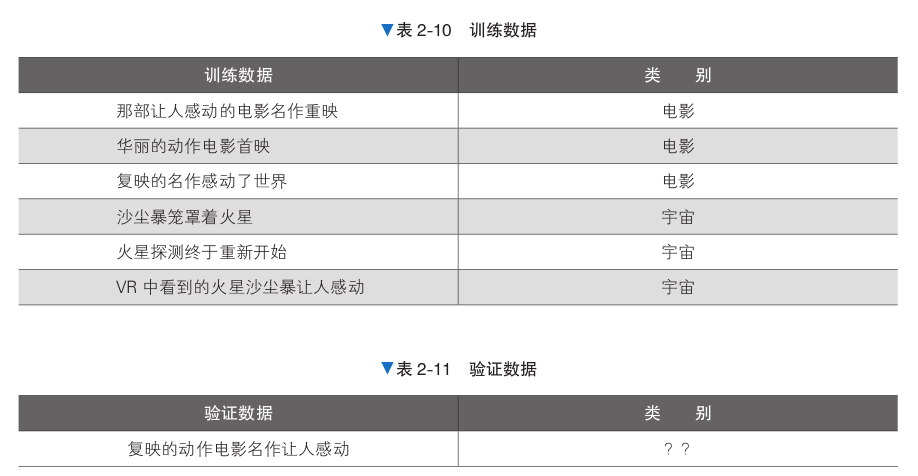 ▼表 2-10 训练数据
训练数据 类 别
那部让人感动的电影名作重映 电影
华丽的动作电影首映 电影
复映的名作感动了世界 电影
沙尘暴笼罩着火星 宇宙
火星探测终于重新开始 宇宙
VR 中看到的火星沙尘暴让人感动 宇宙
▼表 2-11 验证数据
验证数据 类 别
复映的动作电影名作让人感动 ？？